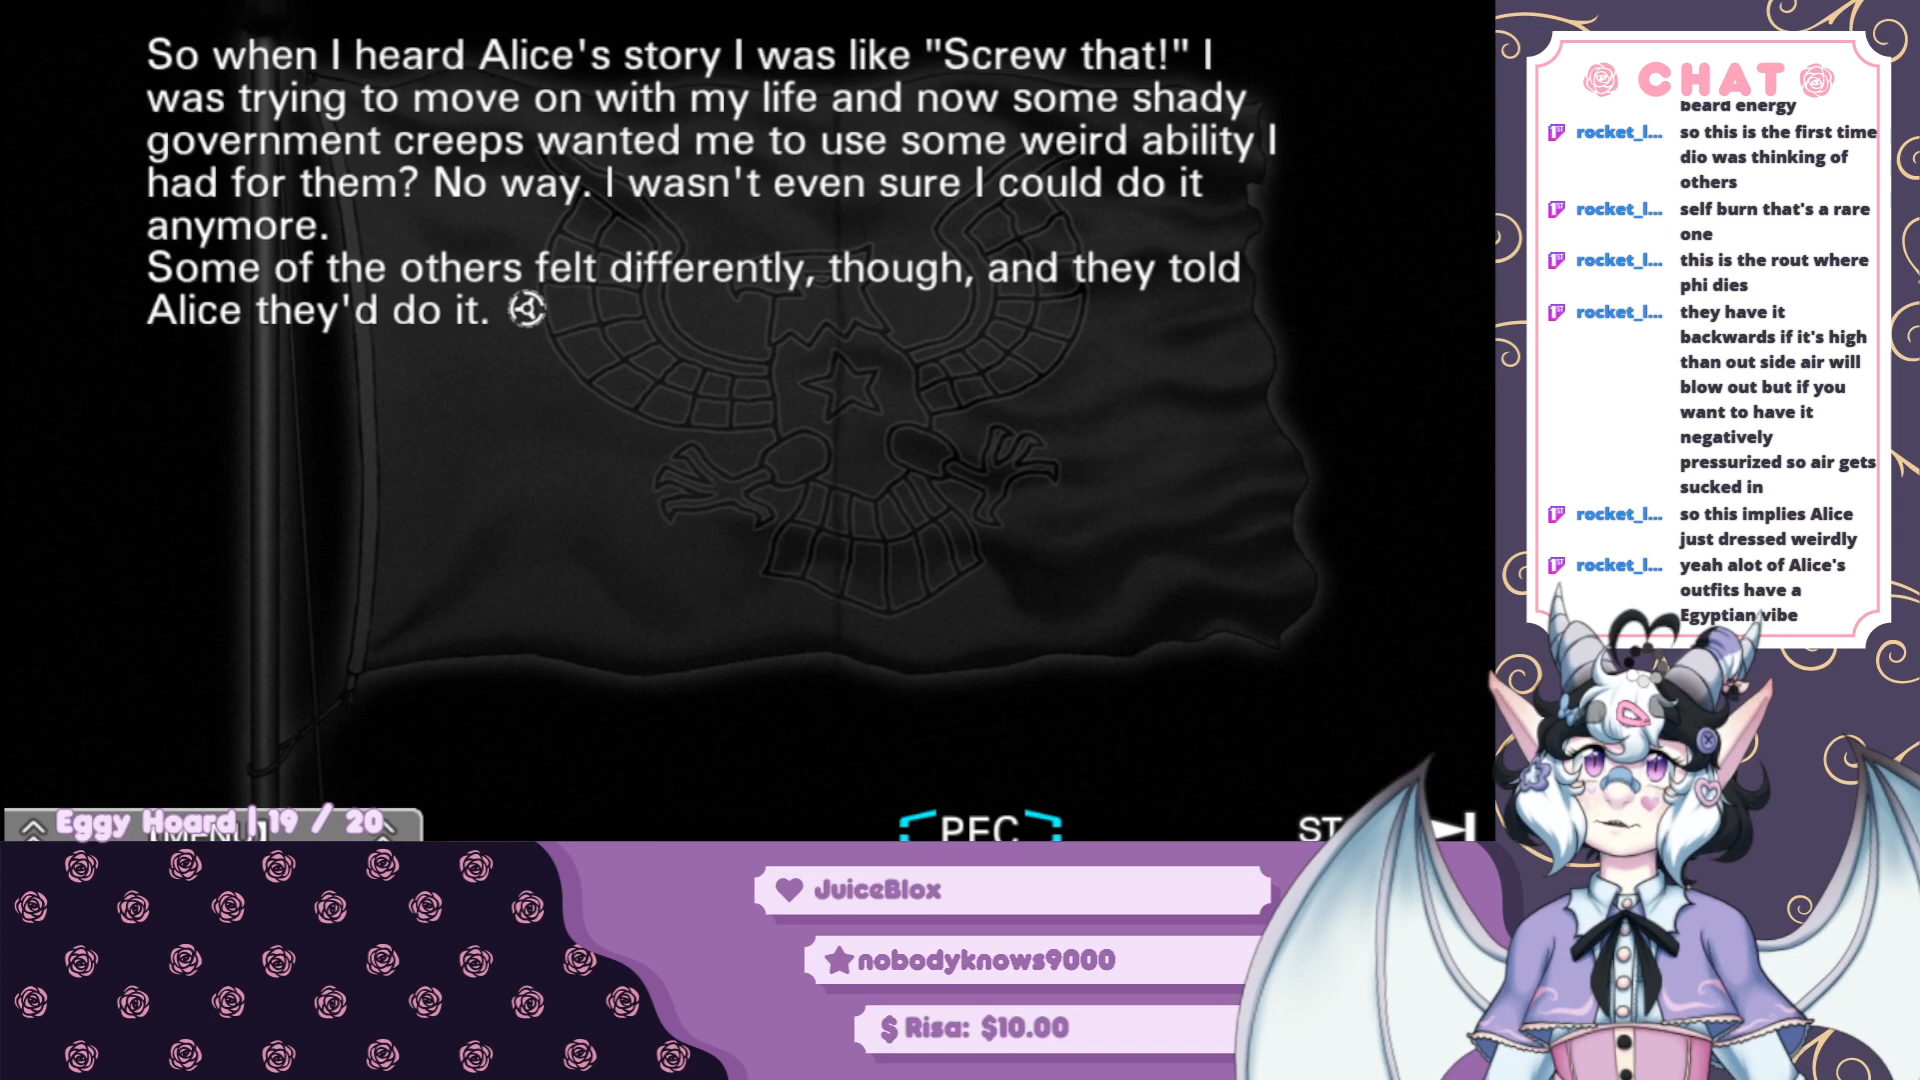 So when I heard Alice's story I was like "Screw that!" I
was trying to move on with my life and now some shady
government creeps wanted me to use some weird ability I
had for them? No way. I wasn't even sure I could do it
anymore.
Some of the others felt differently, though, and they told
Alice they'd do it.
CHAT
beard energy
rocket_l... so this is the first time
dio was thinking of
others
rocket_l... self burn that's a rare
one
rocket_l... this is the rout where
phi dies
rocket_l... they have it
backwards if it's high
than out side air will
blow out but if you
want to have it
negatively
pressurized so air gets
sucked in
rocket_l... so this implies Alice
just dressed weirdly
rocket_l... yeah alot of Alice's
outfits have a
Egyptian vibe
Eggy Hoard | 19 / 20
JuiceBlox
nobodyknows9000
$ Risa: $10.00